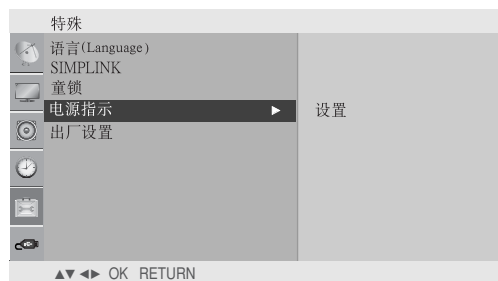 特殊
语言(Language)
SIMPLINK
童锁
电源指示 ► 设置
出厂设置
▲▼ ◄► OK RETURN